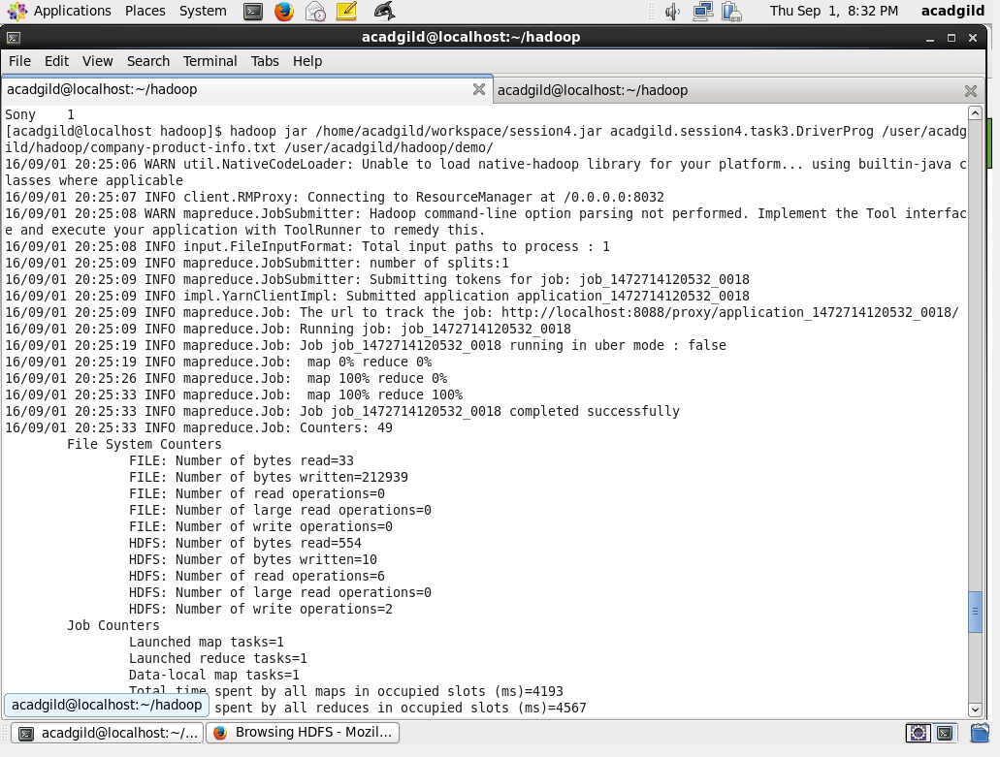 Applications Places System Thu Sep 1, 8:32 PM acadgild
acadgild@localhost:~/hadoop
File Edit View Search Terminal Tabs Help
acadgild@localhost:~/hadoop acadgild@localhost:~/hadoop
Sony    1
[acadgild@localhost hadoop]$ hadoop jar /home/acadgild/workspace/session4.jar acadgild.session4.task3.DriverProg /user/acadg
ild/hadoop/company-product-info.txt /user/acadgild/hadoop/demo/
16/09/01 20:25:06 WARN util.NativeCodeLoader: Unable to load native-hadoop library for your platform... using builtin-java c
lasses where applicable
16/09/01 20:25:07 INFO client.RMProxy: Connecting to ResourceManager at /0.0.0.0:8032
16/09/01 20:25:08 WARN mapreduce.JobSubmitter: Hadoop command-line option parsing not performed. Implement the Tool interfac
e and execute your application with ToolRunner to remedy this.
16/09/01 20:25:08 INFO input.FileInputFormat: Total input paths to process : 1
16/09/01 20:25:09 INFO mapreduce.JobSubmitter: number of splits:1
16/09/01 20:25:09 INFO mapreduce.JobSubmitter: Submitting tokens for job: job_1472714120532_0018
16/09/01 20:25:09 INFO impl.YarnClientImpl: Submitted application application_1472714120532_0018
16/09/01 20:25:09 INFO mapreduce.Job: The url to track the job: http://localhost:8088/proxy/application_1472714120532_0018/
16/09/01 20:25:09 INFO mapreduce.Job: Running job: job_1472714120532_0018
16/09/01 20:25:19 INFO mapreduce.Job: Job job_1472714120532_0018 running in uber mode : false
16/09/01 20:25:19 INFO mapreduce.Job:  map 0% reduce 0%
16/09/01 20:25:26 INFO mapreduce.Job:  map 100% reduce 0%
16/09/01 20:25:33 INFO mapreduce.Job:  map 100% reduce 100%
16/09/01 20:25:33 INFO mapreduce.Job: Job job_1472714120532_0018 completed successfully
16/09/01 20:25:33 INFO mapreduce.Job: Counters: 49
File System Counters
FILE: Number of bytes read=33
FILE: Number of bytes written=212939
FILE: Number of read operations=0
FILE: Number of large read operations=0
FILE: Number of write operations=0
HDFS: Number of bytes read=554
HDFS: Number of bytes written=10
HDFS: Number of read operations=6
HDFS: Number of large read operations=0
HDFS: Number of write operations=2
Job Counters
Launched map tasks=1
Launched reduce tasks=1
Data-local map tasks=1
Total time spent by all maps in occupied slots (ms)=4193
spent by all reduces in occupied slots (ms)=4567
acadgild@localhost:~/hadoop
acadgild@localhost:~/... Browsing HDFS - Mozil...